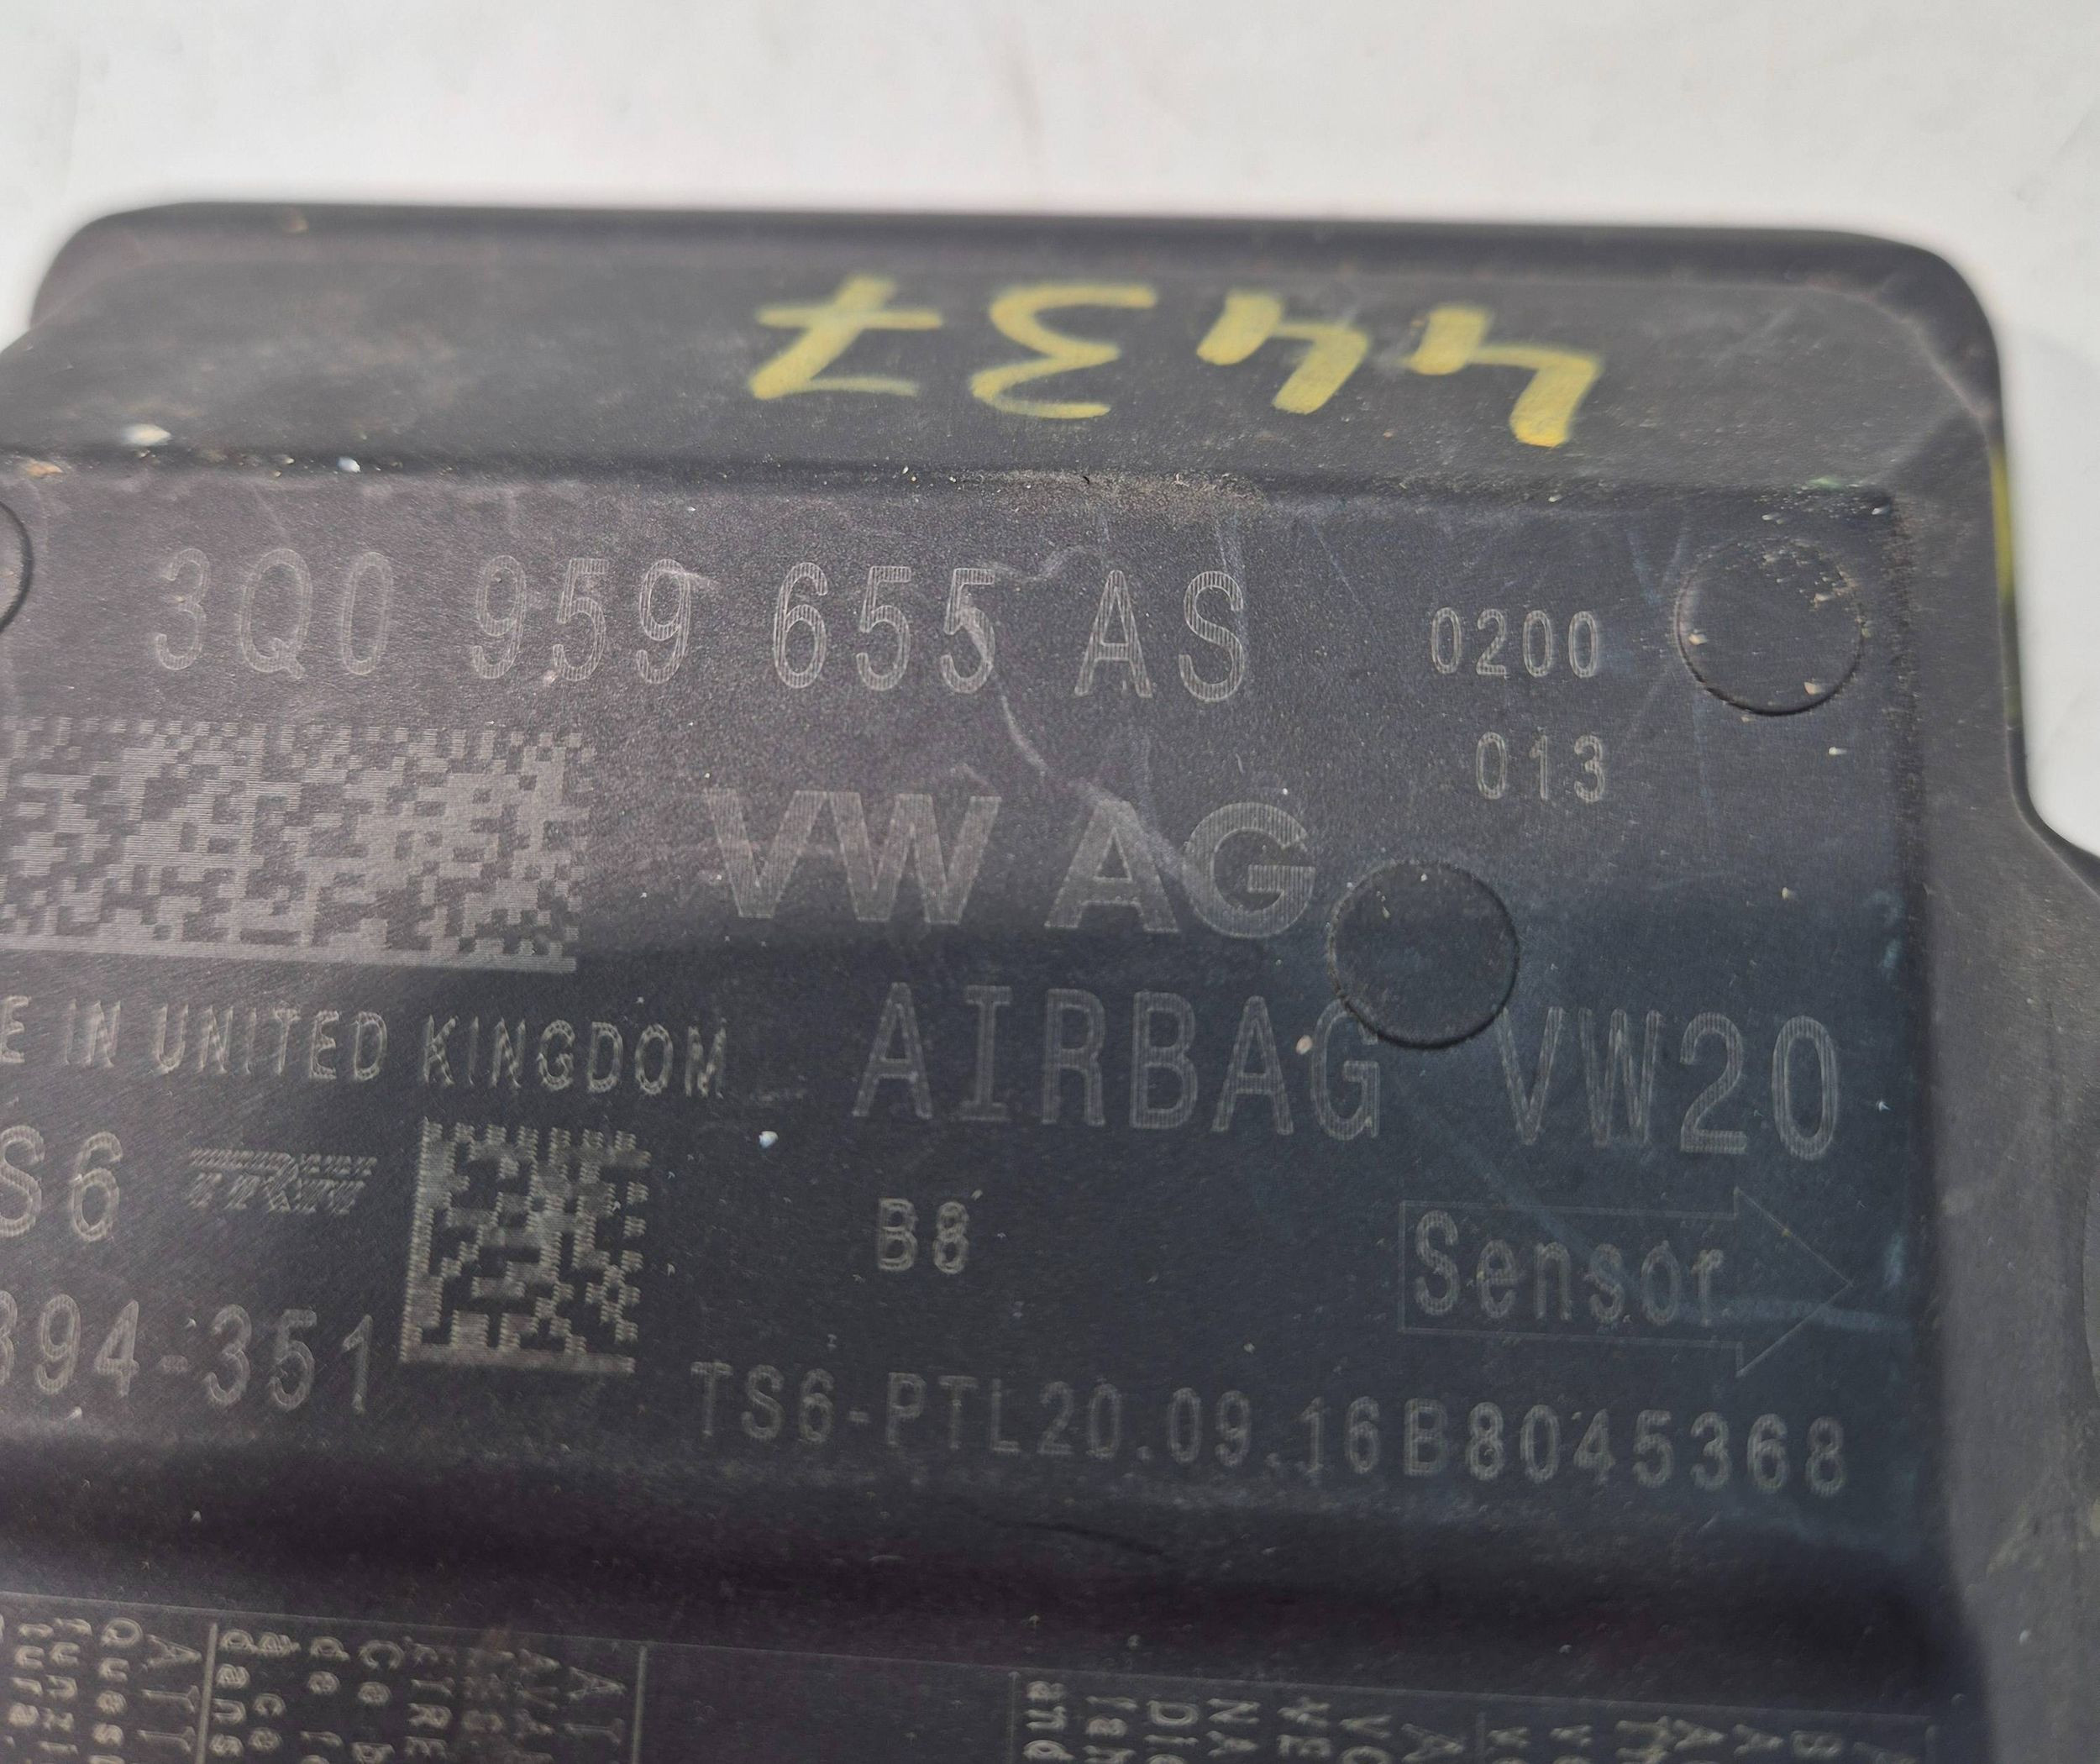 4437
3Q0 959 655 AS
0200
013
VW AG
E IN UNITED KINGDOM
AIRBAG VW20
S6 TRW
B8
Sensor
394-351
TS6-PTL20.09.16B8045368